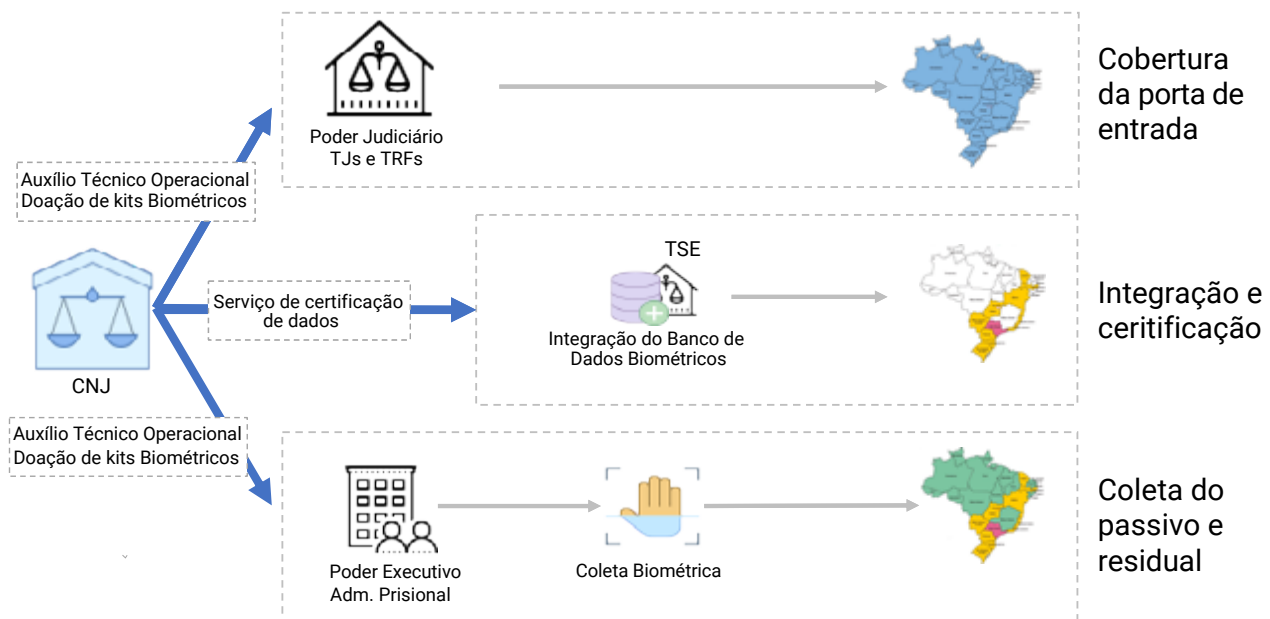 Poder Judiciário
TJs e TRFs
Cobertura
da porta de
entrada
Auxílio Técnico Operacional
Doação de kits Biométricos
CNJ
Serviço de certificação
de dados
TSE
Integração do Banco de
Dados Biométricos
Integração e
ceritificação
Auxílio Técnico Operacional
Doação de kits Biométricos
Poder Executivo
Adm. Prisional
Coleta Biométrica
Coleta do
passivo e
residual